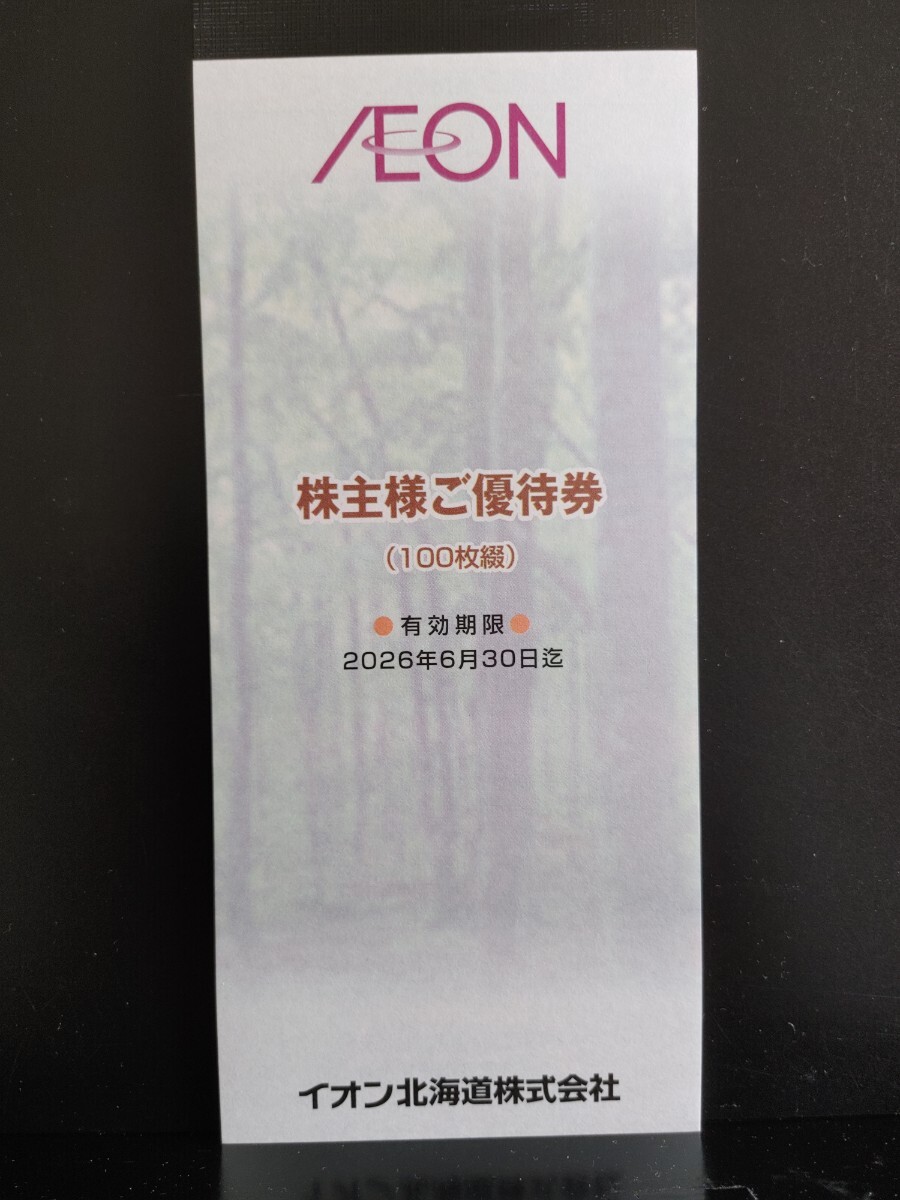 ÆON
株主様ご優待券
（100枚綴）
●有効期限●
2026年6月30日迄
イオン北海道株式会社